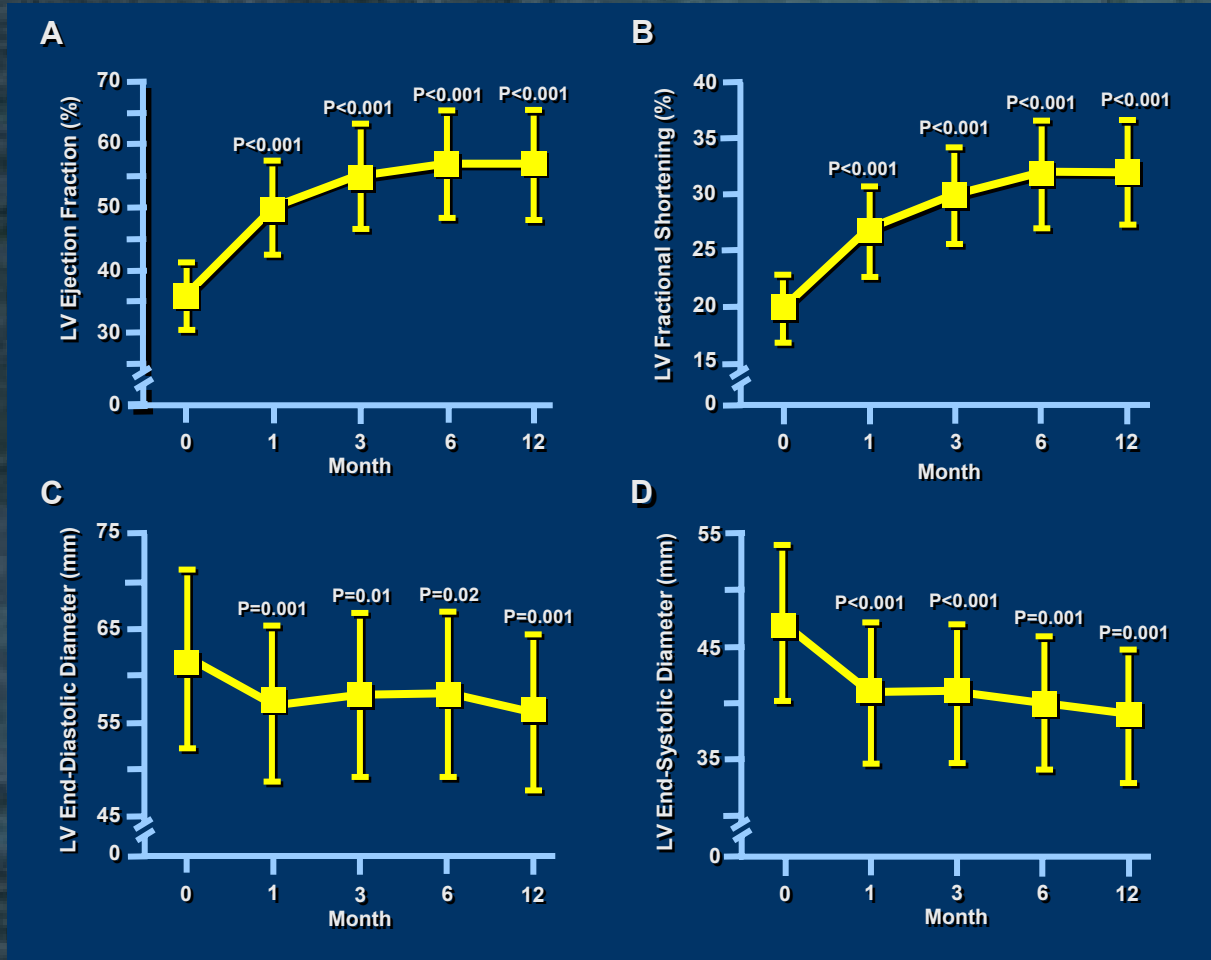 A
LV Ejection Fraction (%)
70
60
50
40
30
0
P<0.001
P<0.001
P<0.001
P<0.001
0 1 3 6 12
Month
B
LV Fractional Shortening (%)
40
35
30
25
20
15
0
P<0.001
P<0.001
P<0.001
P<0.001
0 1 3 6 12
Month
C
LV End-Diastolic Diameter (mm)
75
65
55
45
0
P=0.001
P=0.01
P=0.02
P=0.001
0 1 3 6 12
Month
D
LV End-Systolic Diameter (mm)
55
45
35
0
P<0.001
P<0.001
P=0.001
P=0.001
0 1 3 6 12
Month